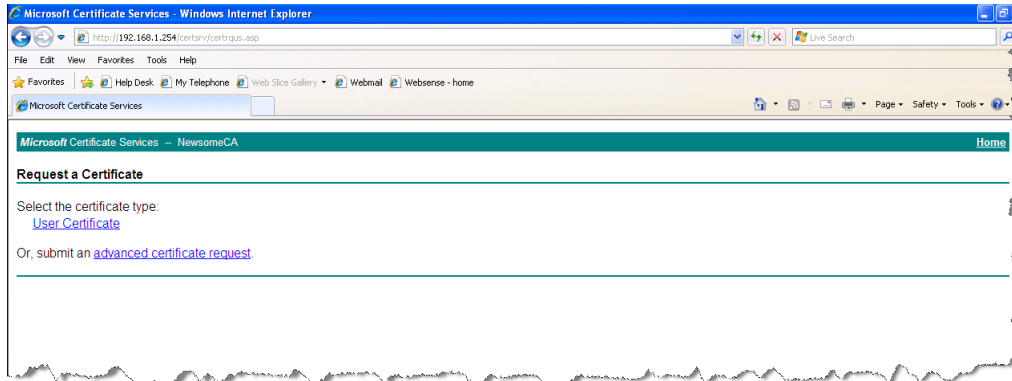 Microsoft Certificate Services - Windows Internet Explorer
http://192.168.1.254/certsrv/certrqus.asp
Live Search
File Edit View Favorites Tools Help
Favorites Help Desk My Telephone Web Slice Gallery Webmail Websense - home
Microsoft Certificate Services
Page Safety Tools
Microsoft Certificate Services -- NewsomeCA Home
Request a Certificate
Select the certificate type:
User Certificate
Or, submit an advanced certificate request.